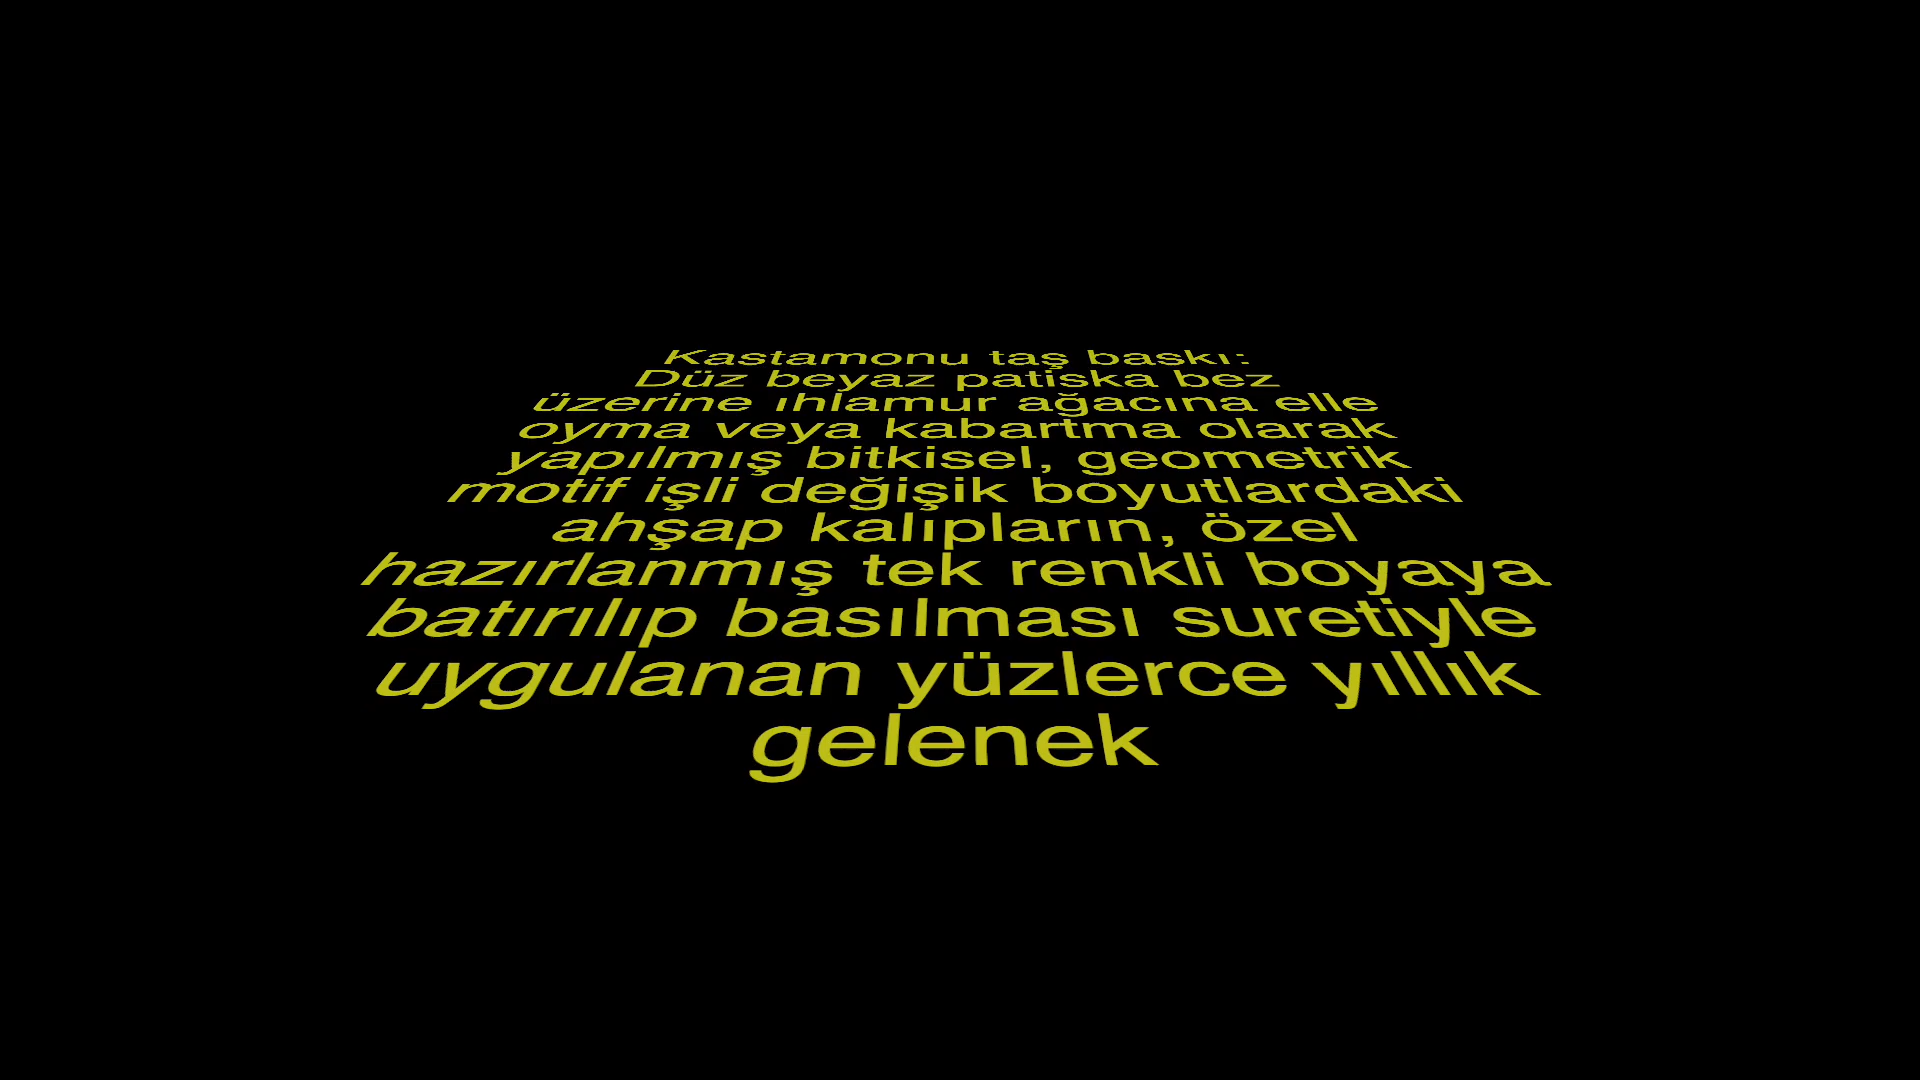 Kastamonu taş baskı:
Düz beyaz patiska bez
üzerine ıhlamur ağacına elle
oyma veya kabartma olarak
yapılmış bitkisel, geometrik
motif işli değişik boyutlardaki
ahşap kalıpların, özel
hazırlanmış tek renkli boyaya
batırılıp basılması suretiyle
uygulanan yüzlerce yıllık
gelenek